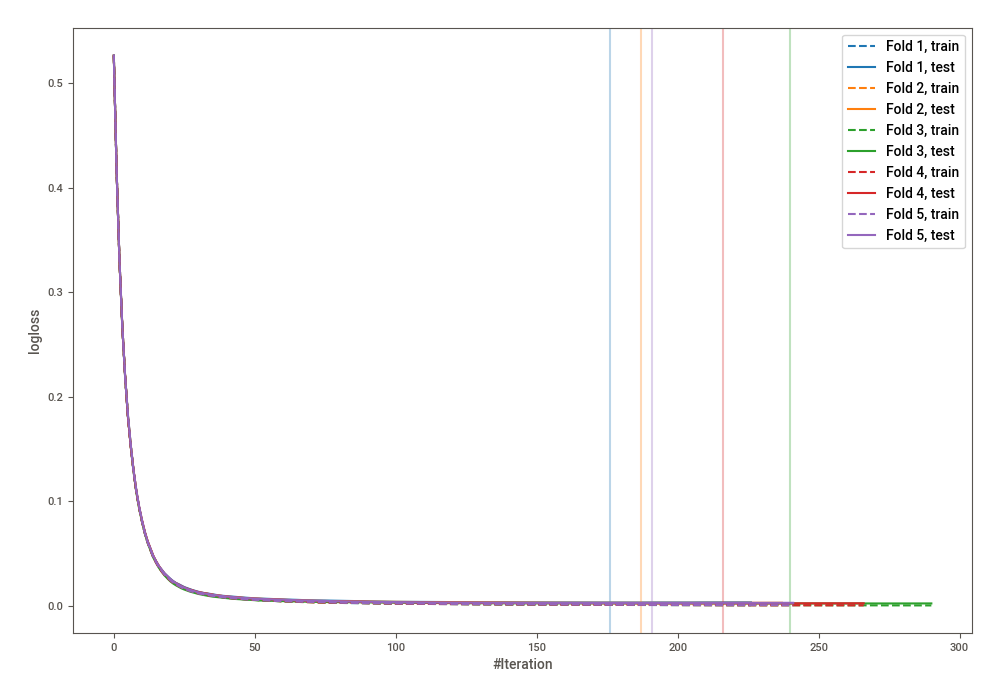 0.5
0.4
0.3
0.2
0.1
0.0
logloss
0
50
100
150
200
250
300
#Iteration
Fold 1, train
Fold 1, test
Fold 2, train
Fold 2, test
Fold 3, train
Fold 3, test
Fold 4, train
Fold 4, test
Fold 5, train
Fold 5, test